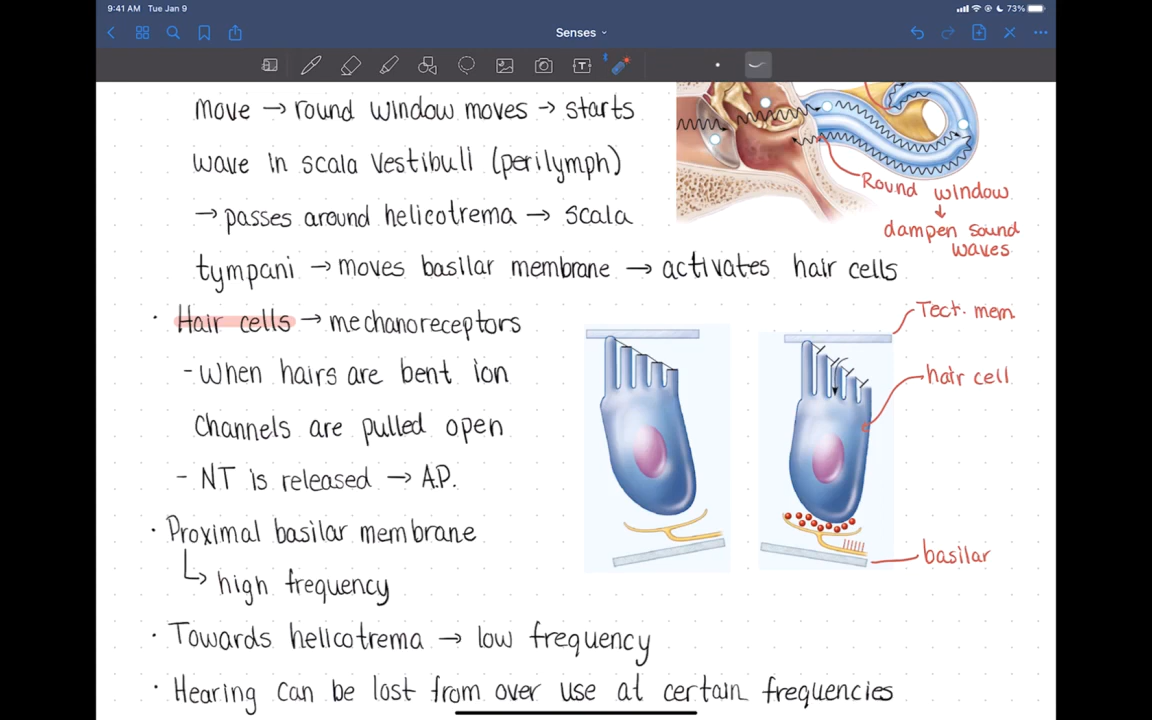 9:41 AM Tue Jan 9
73%
Senses
move → round window moves → starts
wave in scala vestibuli (perilymph)
→ passes around helicotrema → scala
tympani → moves basilar membrane → activates hair cells
Round window
↓
dampen sound
waves
· Hair cells → mechanoreceptors
- When hairs are bent ion
channels are pulled open
- NT is released → A.P.
Tect. mem.
hair cell
basilar
· Proximal basilar membrane
↳ high frequency
· Towards helicotrema → low frequency
· Hearing can be lost from over use at certain frequencies